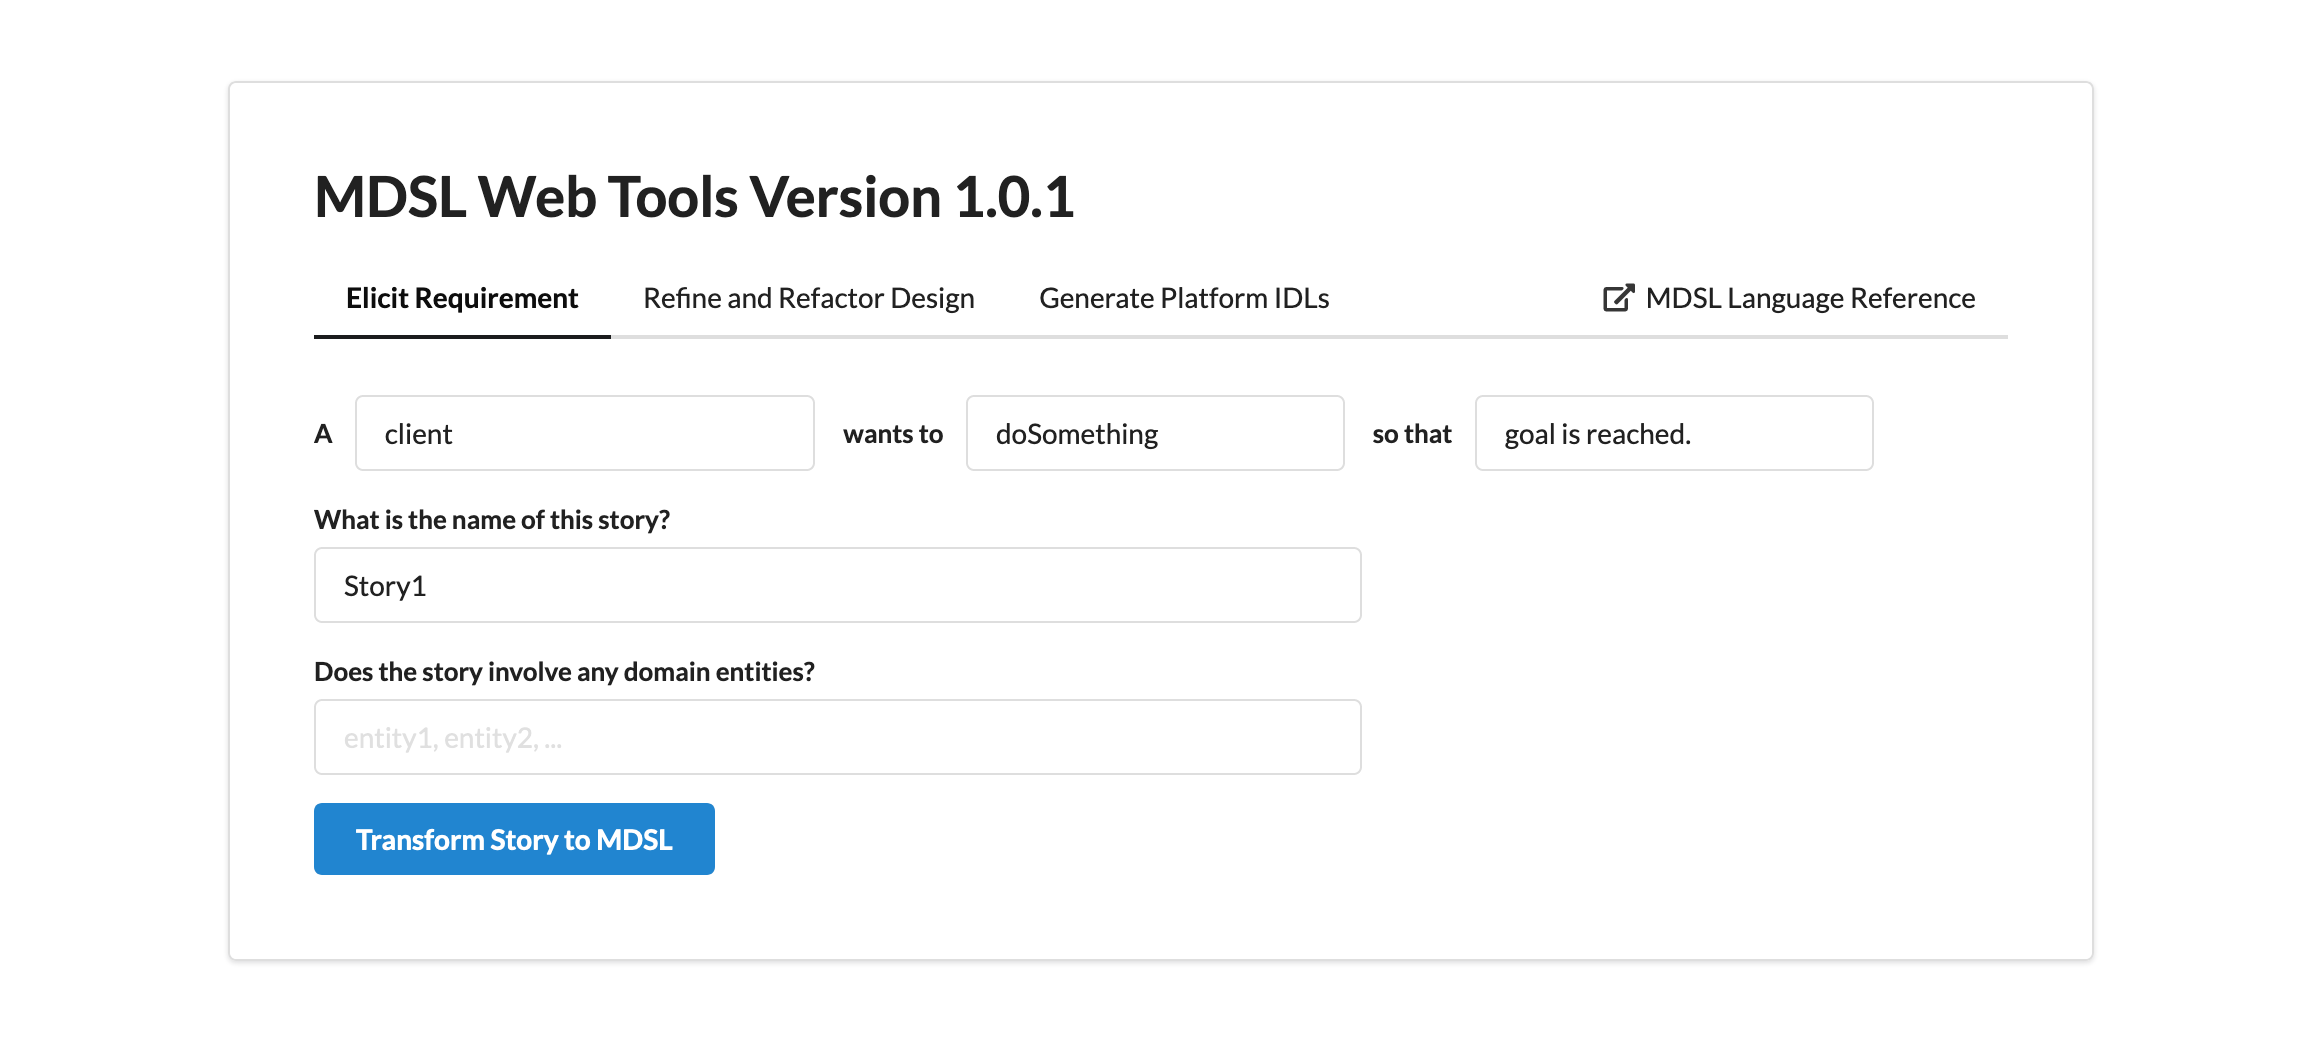 MDSL Web Tools Version 1.0.1
Elicit Requirement Refine and Refactor Design Generate Platform IDLs MDSL Language Reference
A client wants to doSomething so that goal is reached.
What is the name of this story?
Story1
Does the story involve any domain entities?
entity1, entity2, ...
Transform Story to MDSL